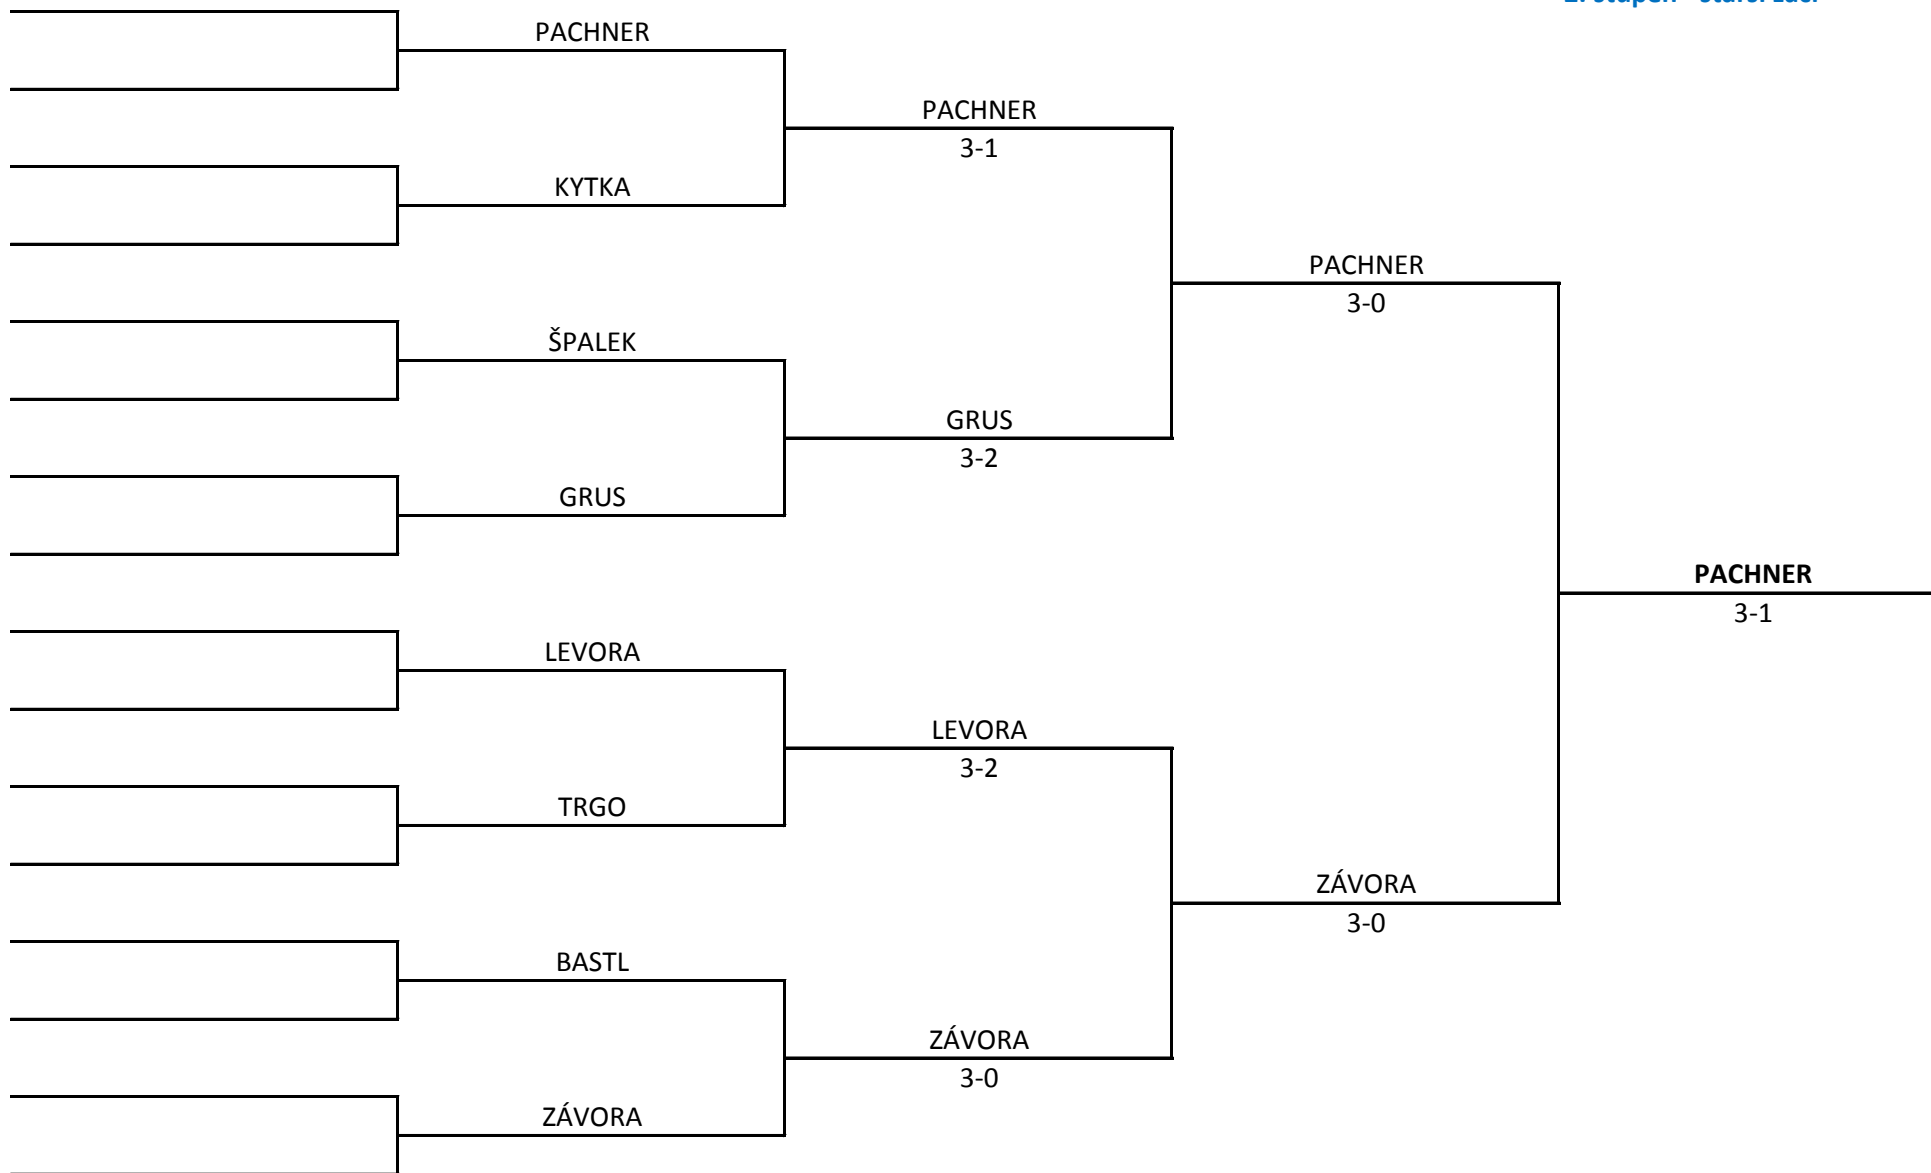 PACHNER
PACHNER
3-1
KYTKA
PACHNER
3-0
ŠPALEK
GRUS
3-2
GRUS
PACHNER
3-1
LEVORA
LEVORA
3-2
TRGO
ZÁVORA
3-0
BASTL
ZÁVORA
3-0
ZÁVORA